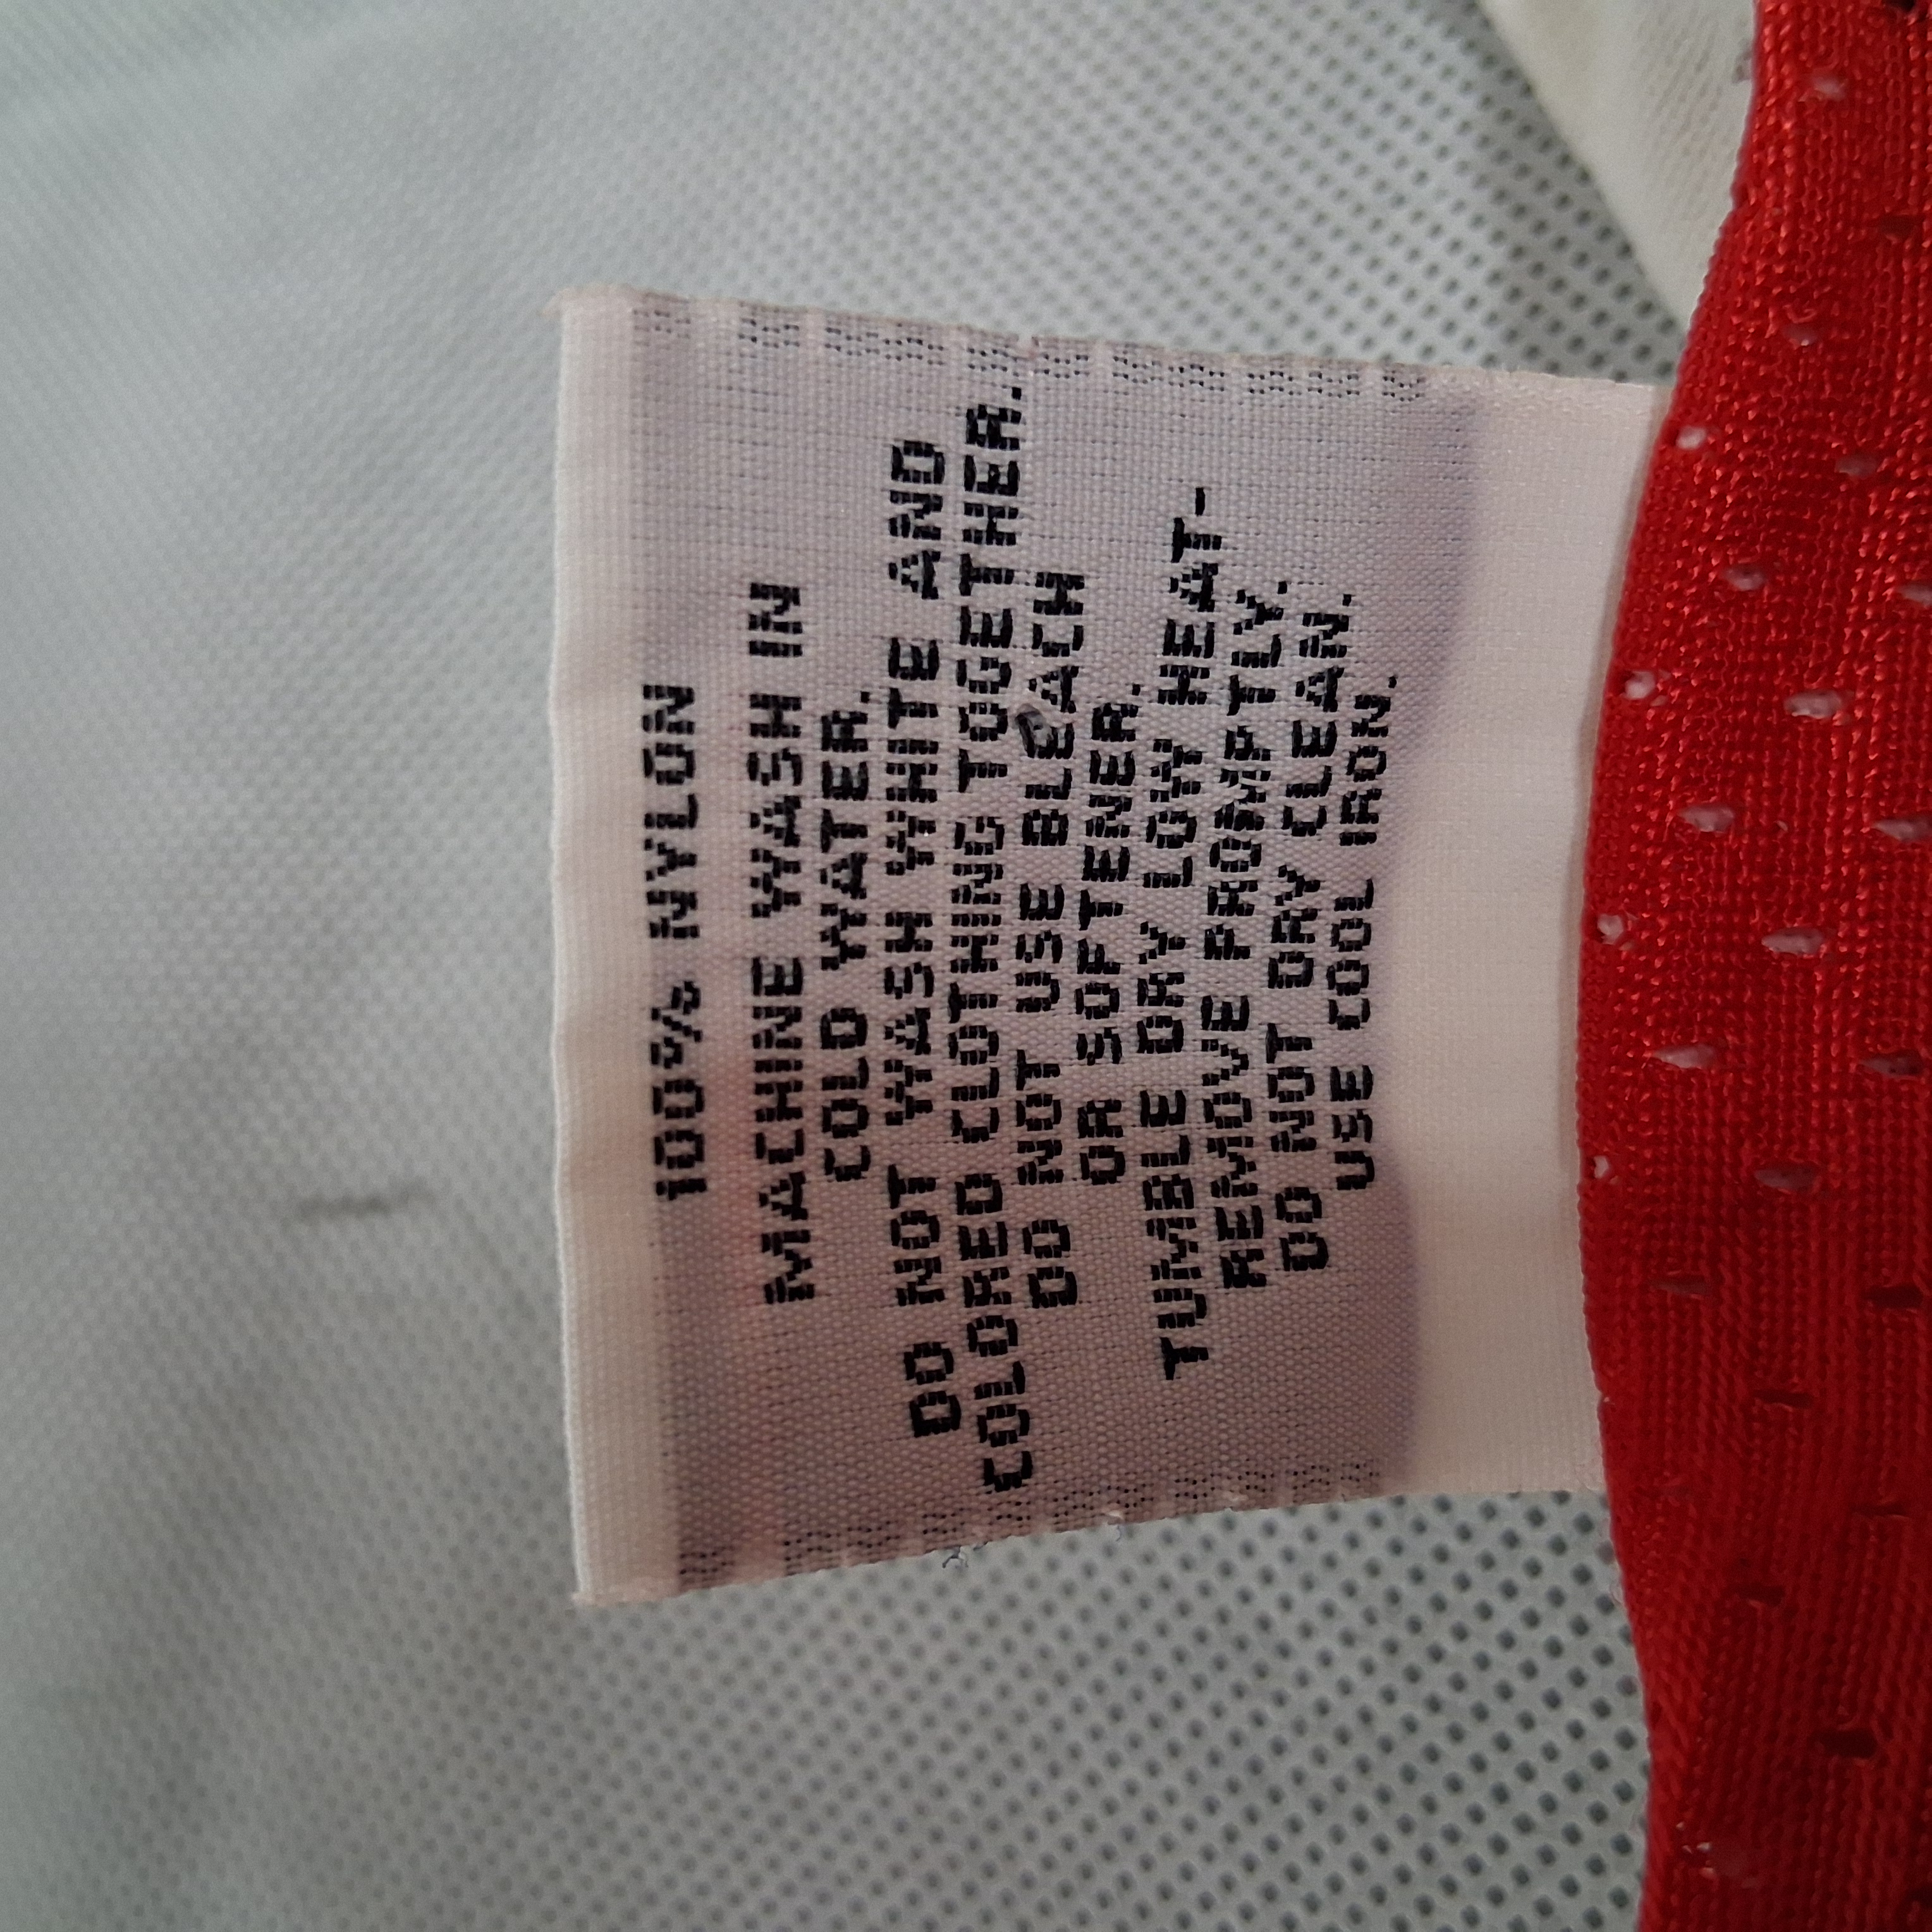 100% NYLON
MACHINE WASH IN
COLD WATER.
DO NOT WASH WHITE AND
COLORED CLOTHING TOGETHER.
DO NOT USE BLEACH
OR SOFTENER.
TUMBLE DRY LOW HEAT-
REMOVE PROMPTLY.
DO NOT DRY CLEAN.
USE COOL IRON.